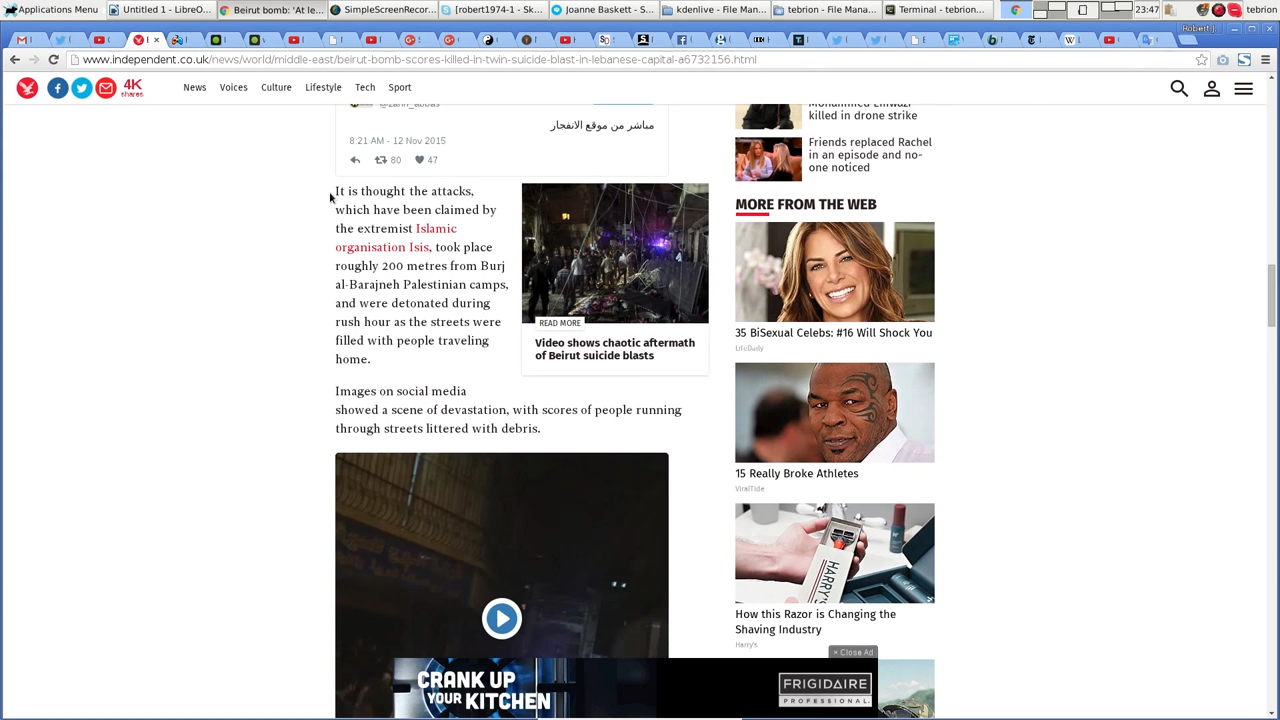 Applications Menu
Untitled 1 - LibreO...
Beirut bomb: 'At le...
SimpleScreenRecor...
[robert1974-1 - Sk...
Joanne Baskett - S...
kdenlive - File Man...
tebrion - File Mana...
Terminal - tebrion...
23:47
tebrion
Robert J.
www.independent.co.uk/news/world/middle-east/beirut-bomb-scores-killed-in-twin-suicide-blast-in-lebanese-capital-a6732156.html
4K
shares
News
Voices
Culture
Lifestyle
Tech
Sport
@zahn_abbas
مباشر من موقع الانفجار
8:21 AM - 12 Nov 2015
80
47
It is thought the attacks,
which have been claimed by
the extremist Islamic
organisation Isis, took place
roughly 200 metres from Burj
al-Barajneh Palestinian camps,
and were detonated during
rush hour as the streets were
filled with people traveling
home.
READ MORE
Video shows chaotic aftermath
of Beirut suicide blasts
Images on social media
showed a scene of devastation, with scores of people running
through streets littered with debris.
Mohammed Emwazi
killed in drone strike
Friends replaced Rachel
in an episode and no-
one noticed
MORE FROM THE WEB
35 BiSexual Celebs: #16 Will Shock You
LifeDaily
15 Really Broke Athletes
ViralTide
HARRY'S
How this Razor is Changing the
Shaving Industry
Harry's
× Close Ad
CRANK UP
YOUR KITCHEN
FRIGIDAIRE
PROFESSIONAL